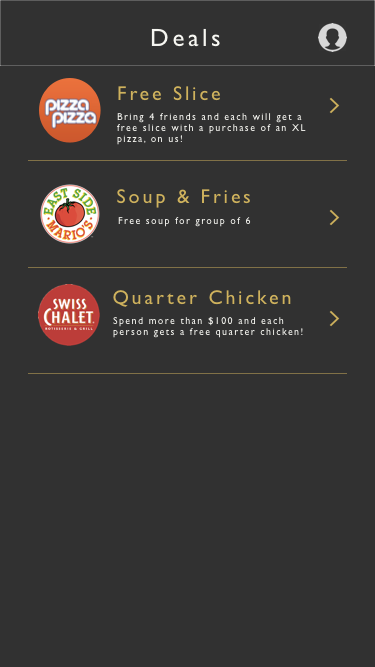 Deals
pizza
pizza
Free Slice
Bring 4 friends and each will get a
free slice with a purchase of an XL
pizza, on us!
EAST SIDE
MARIO'S
Soup & Fries
Free soup for group of 6
SWISS
CHALET
ROTISSERIE & GRILL
Quarter Chicken
Spend more than $100 and each
person gets a free quarter chicken!